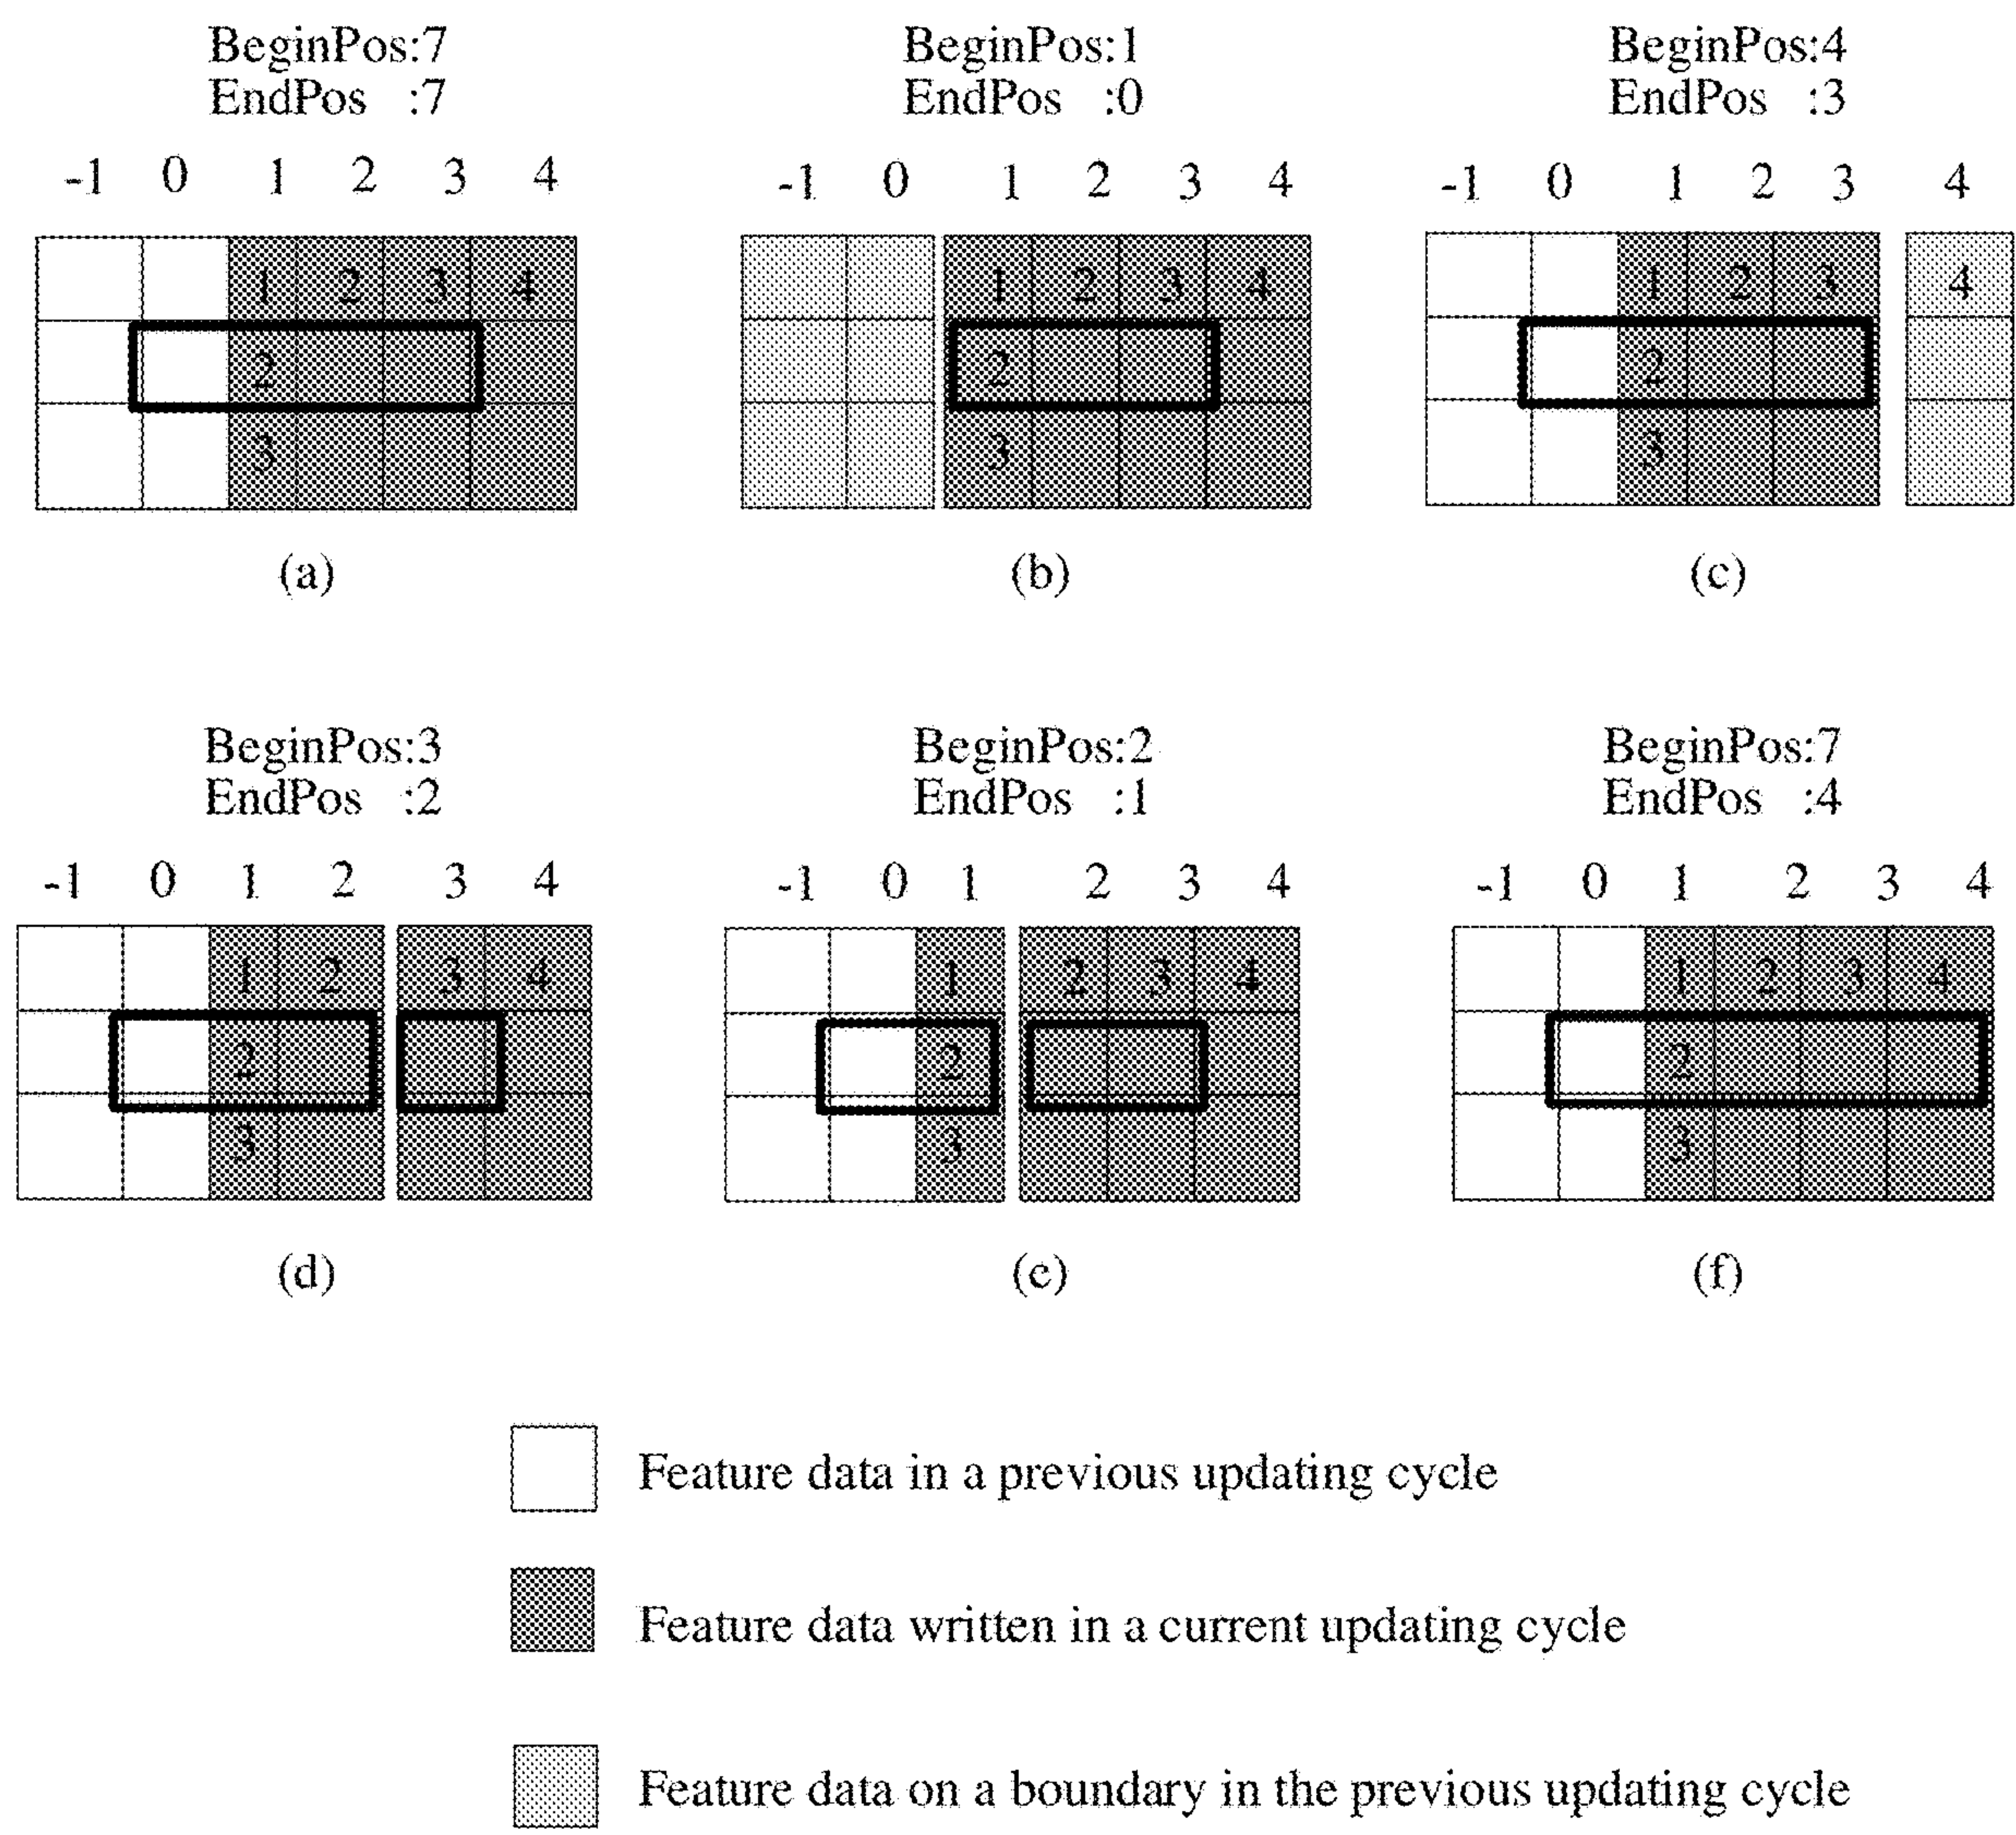 BeginPos:7
EndPos :7
-1 0 1 2 3 4
1 2 3 4
2
3
(a)
BeginPos:1
EndPos :0
-1 0 1 2 3 4
1 2 3 4
2
3
(b)
BeginPos:4
EndPos :3
-1 0 1 2 3 4
1 2 3 4
2
3
(c)
BeginPos:3
EndPos :2
-1 0 1 2 3 4
1 2 3 4
2
3
(d)
BeginPos:2
EndPos :1
-1 0 1 2 3 4
1 2 3 4
2
3
(e)
BeginPos:7
EndPos :4
-1 0 1 2 3 4
1 2 3 4
2
3
(f)
Feature data in a previous updating cycle
Feature data written in a current updating cycle
Feature data on a boundary in the previous updating cycle